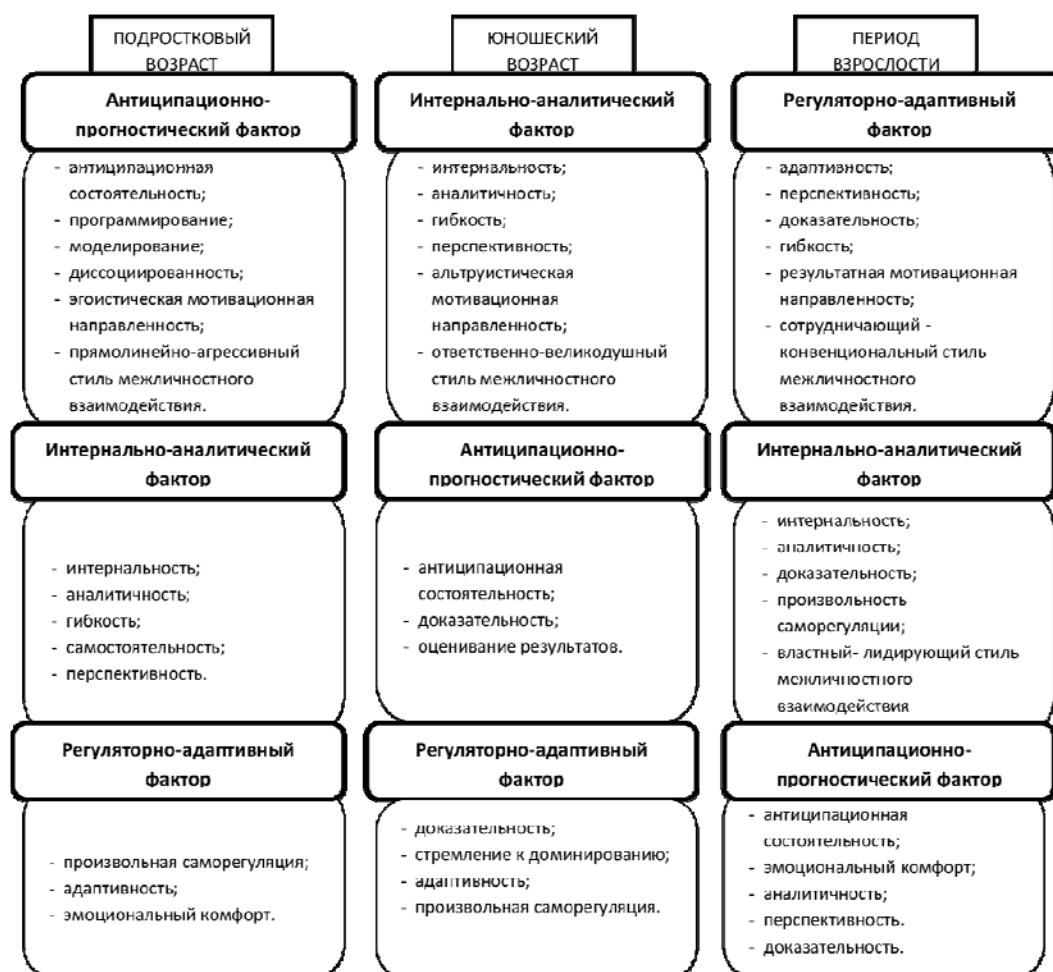 ПОДРОСТКОВЫЙ
ВОЗРАСТ
Антиципационно-
прогностический фактор
- антиципационная
состоятельность;
- программирование;
- моделирование;
- диссоциированность;
- эгоистическая мотивационная
направленность;
- прямолинейно-агрессивный
стиль межличностного
взаимодействия.
Интернально-аналитический
фактор
- интернальность;
- аналитичность;
- гибкость;
- самостоятельность;
- перспективность.
Регуляторно-адаптивный
фактор
- произвольная саморегуляция;
- адаптивность;
- эмоциональный комфорт.
ЮНОШЕСКИЙ
ВОЗРАСТ
Интернально-аналитический
фактор
- интернальность;
- аналитичность;
- гибкость;
- перспективность;
- альтруистическая
мотивационная
направленность;
- ответственно-великодушный
стиль межличностного
взаимодействия.
Антиципационно-
прогностический фактор
- антиципационная
состоятельность;
- доказательность;
- оценивание результатов.
Регуляторно-адаптивный
фактор
- доказательность;
- стремление к доминированию;
- адаптивность;
- произвольная саморегуляция.
ПЕРИОД
ВЗРОСЛОСТИ
Регуляторно-адаптивный
фактор
- адаптивность;
- перспективность;
- доказательность;
- гибкость;
- результатная мотивационная
направленность;
- сотрудничающий -
конвенциональный стиль
межличностного
взаимодействия.
Интернально-аналитический
фактор
- интернальность;
- аналитичность;
- доказательность;
- произвольность
саморегуляции;
- властный- лидирующий стиль
межличностного
взаимодействия
Антиципационно-
прогностический фактор
- антиципационная
состоятельность;
- эмоциональный комфорт;
- аналитичность;
- перспективность.
- доказательность.